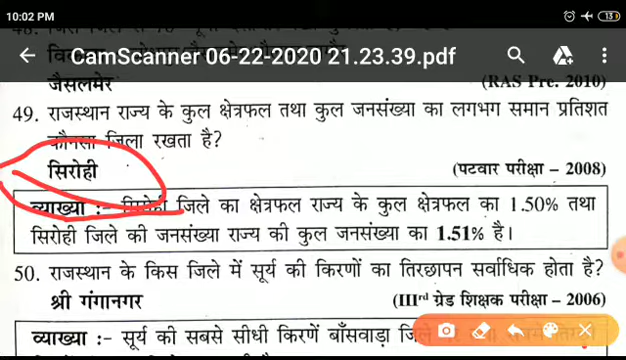 10:02 PM
13
CamScanner 06-22-2020 21.23.39.pdf
जैसलमेर (RAS Pre. 2010)
49. राजस्थान राज्य के कुल क्षेत्रफल तथा कुल जनसंख्या का लगभग समान प्रतिशत
कौनसा जिला रखता है?
सिरोही (पटवार परीक्षा – 2008)
व्याख्या :- सिरोही जिले का क्षेत्रफल राज्य के कुल क्षेत्रफल का 1.50% तथा
सिरोही जिले की जनसंख्या राज्य की कुल जनसंख्या का 1.51% है।
50. राजस्थान के किस जिले में सूर्य की किरणों का तिरछापन सर्वाधिक होता है?
श्री गंगानगर (IIIrd ग्रेड शिक्षक परीक्षा – 2006)
व्याख्या :- सूर्य की सबसे सीधी किरणें बाँसवाड़ा